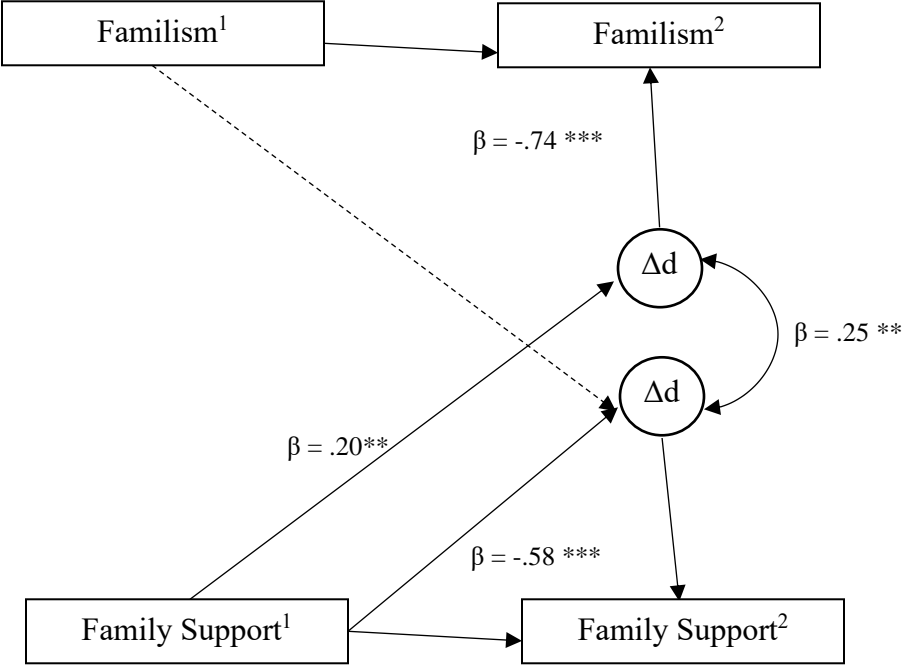 Familism¹
Familism²
β = -.74 ***
Δd
β = .25 **
Δd
β = .20**
β = -.58 ***
Family Support¹
Family Support²